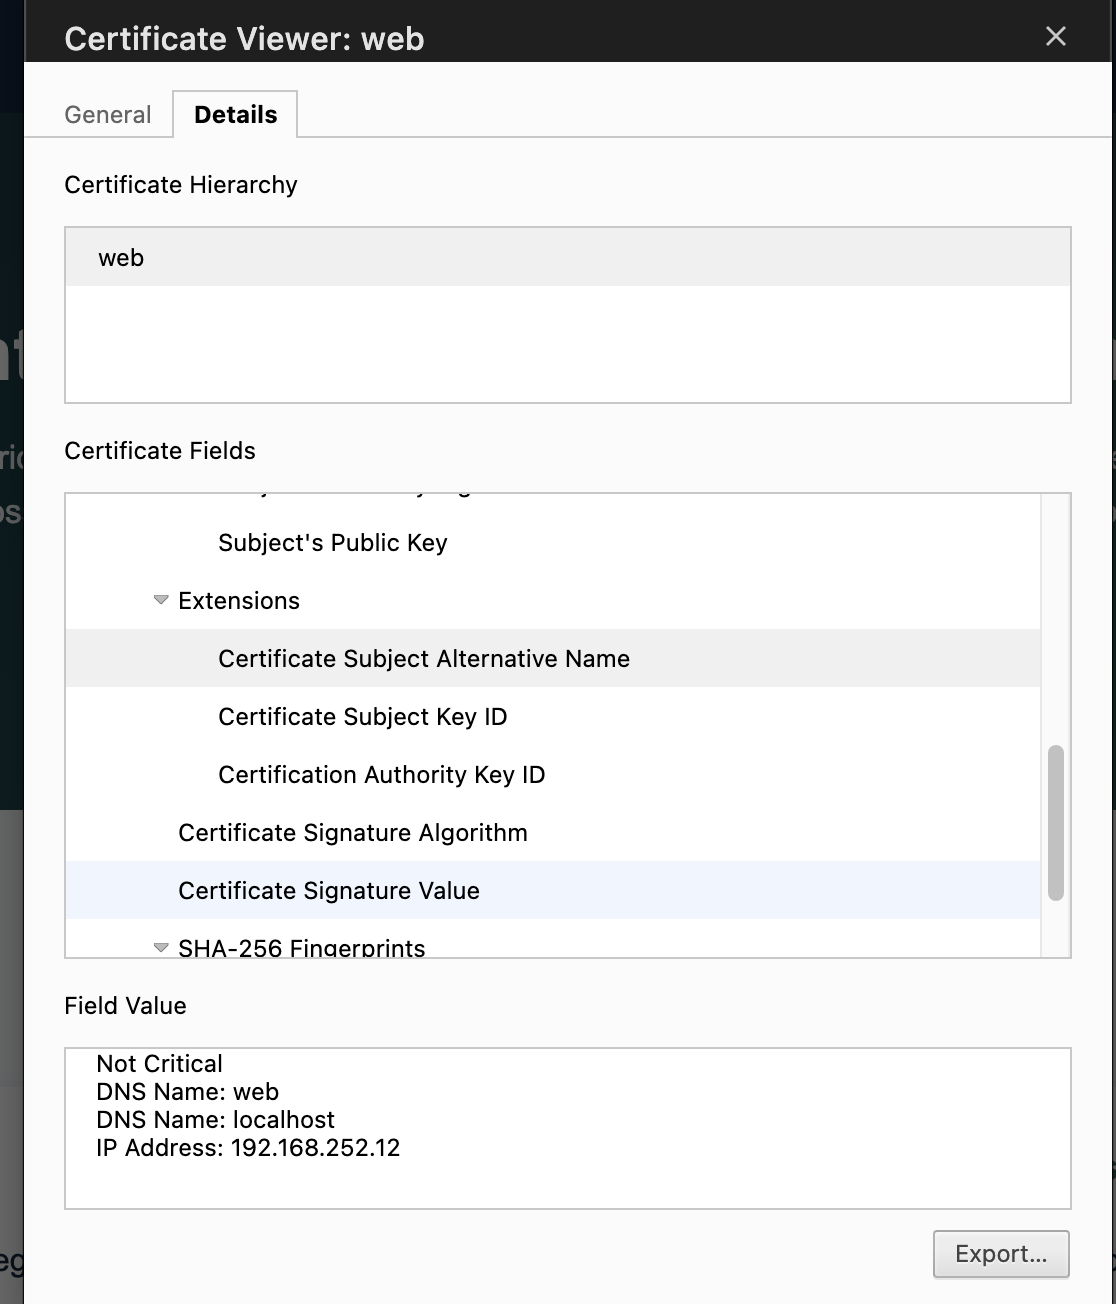 Certificate Viewer: web
General
Details
Certificate Hierarchy
web
Certificate Fields
Subject's Public Key
Extensions
Certificate Subject Alternative Name
Certificate Subject Key ID
Certification Authority Key ID
Certificate Signature Algorithm
Certificate Signature Value
SHA-256 Fingerprints
Field Value
Not Critical
DNS Name: web
DNS Name: localhost
IP Address: 192.168.252.12
Export...